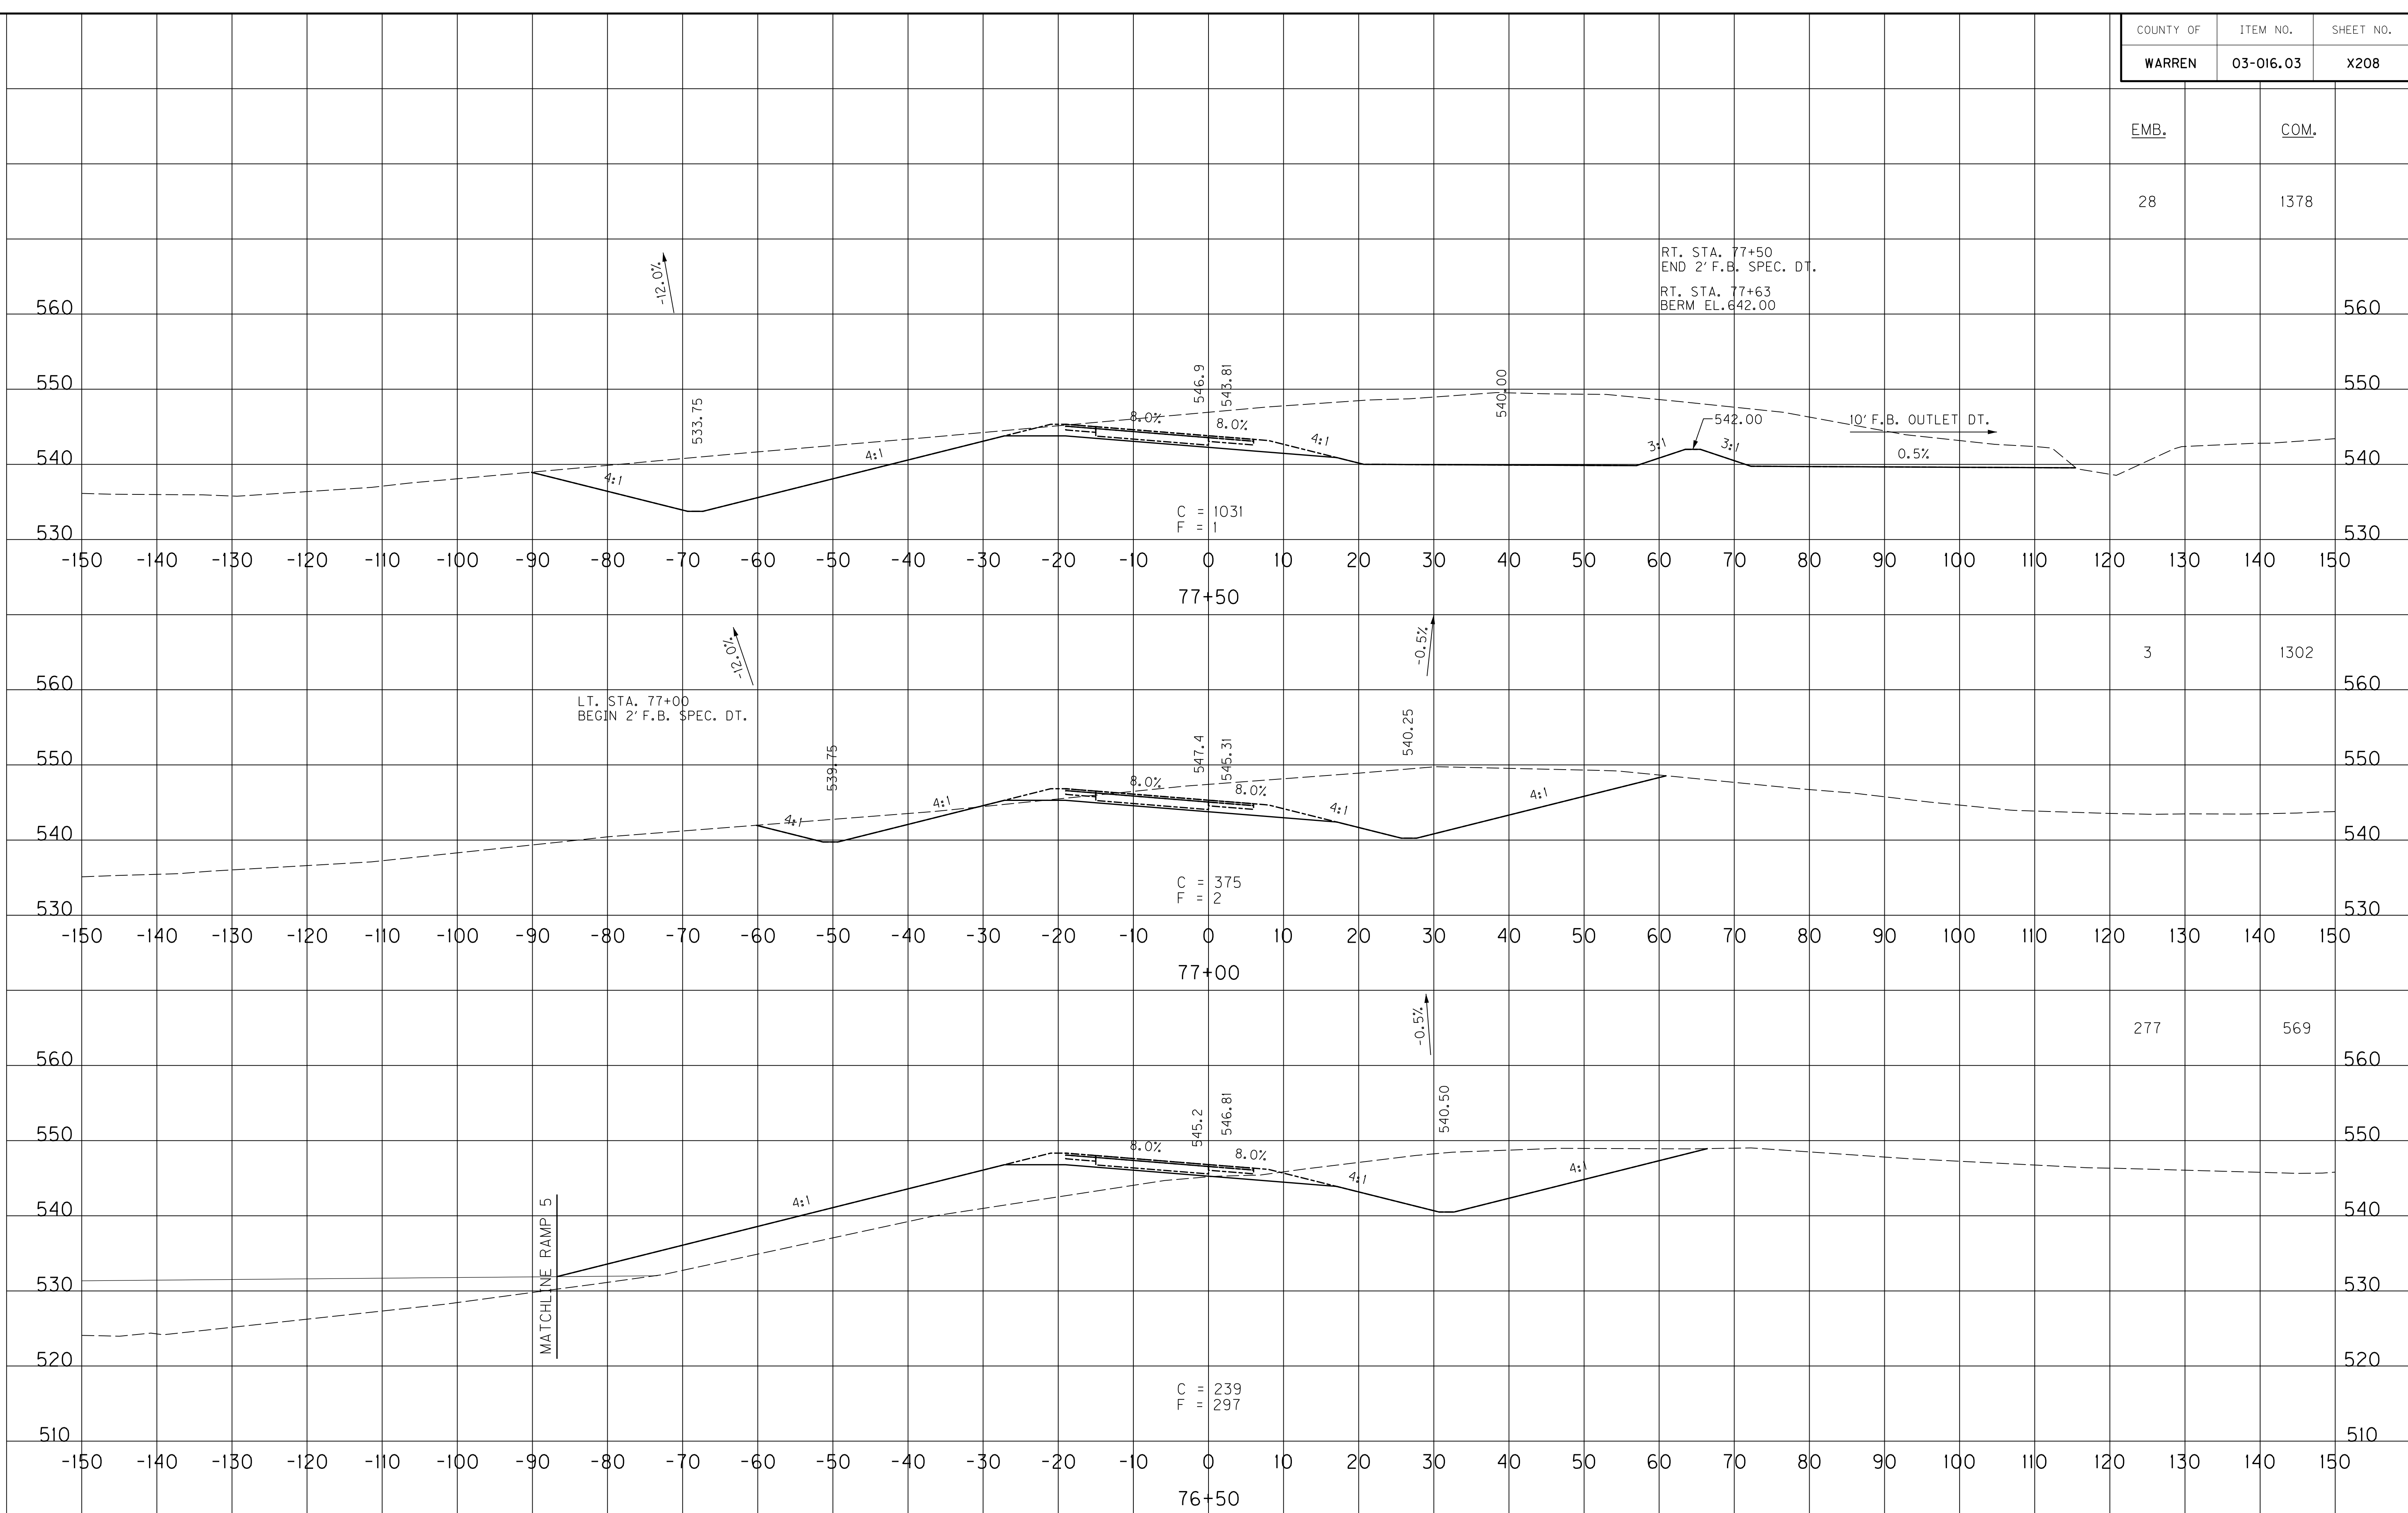 COUNTY OF ITEM NO. SHEET NO.
WARREN 03-016.03 X208
EMB. COM.
28 1378
RT. STA. 77+50
END 2' F.B. SPEC. DT.
RT. STA. 77+63
BERM EL.642.00
-12.0%
560 560
550 550
533.75
546.9
543.81
540.00
8.0%
8.0%
4:1
542.00
10' F.B. OUTLET DT.
3:1
3:1
0.5%
540 540
4:1
4:1
C = 1031
F = 1
530 530
-150 -140 -130 -120 -110 -100 -90 -80 -70 -60 -50 -40 -30 -20 -10 0 10 20 30 40 50 60 70 80 90 100 110 120 130 140 150
77+50
-12.0%
-0.5%
3 1302
560 560
LT. STA. 77+00
BEGIN 2' F.B. SPEC. DT.
550 550
539.75
547.4
545.31
540.25
8.0%
8.0%
4:1
4:1
4:1
4:1
540 540
C = 375
F = 2
530 530
-150 -140 -130 -120 -110 -100 -90 -80 -70 -60 -50 -40 -30 -20 -10 0 10 20 30 40 50 60 70 80 90 100 110 120 130 140 150
77+00
-0.5%
277 569
560 560
545.2
546.81
540.50
550 550
8.0%
8.0%
4:1
4:1
4:1
540 540
MATCHLINE RAMP 5
530 530
520 520
C = 239
F = 297
510 510
-150 -140 -130 -120 -110 -100 -90 -80 -70 -60 -50 -40 -30 -20 -10 0 10 20 30 40 50 60 70 80 90 100 110 120 130 140 150
76+50